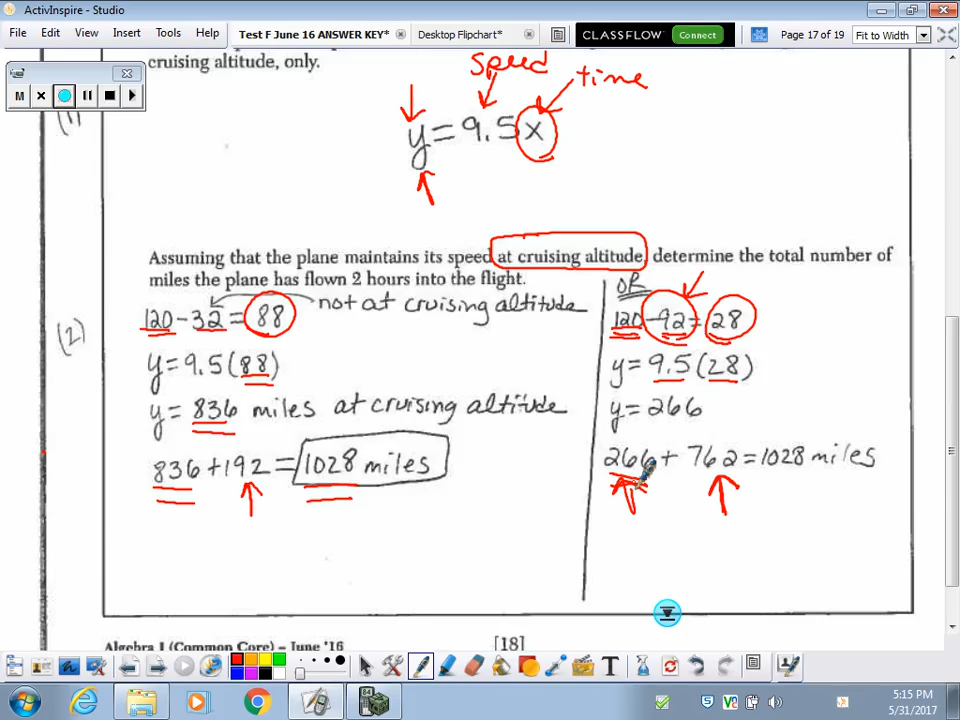 ActivInspire - Studio
File Edit View Insert Tools Help
Test F June 16 ANSWER KEY*
Desktop Flipchart*
CLASSFLOW™ Connect
Page 17 of 19
Fit to Width
M
cruising altitude, only.
(1)
speed
time
y = 9.5x
Assuming that the plane maintains its speed at cruising altitude, determine the total number of
miles the plane has flown 2 hours into the flight.
(2)
120 - 32 = 88 not at cruising altitude
y = 9.5(88)
y = 836 miles at cruising altitude
836 + 192 = 1028 miles
OR
120 - 92 = 28
y = 9.5(28)
y = 266
266 + 762 = 1028 miles
Algebra I (Common Core) – June '16
[18]
84
5:15 PM
5/31/2017